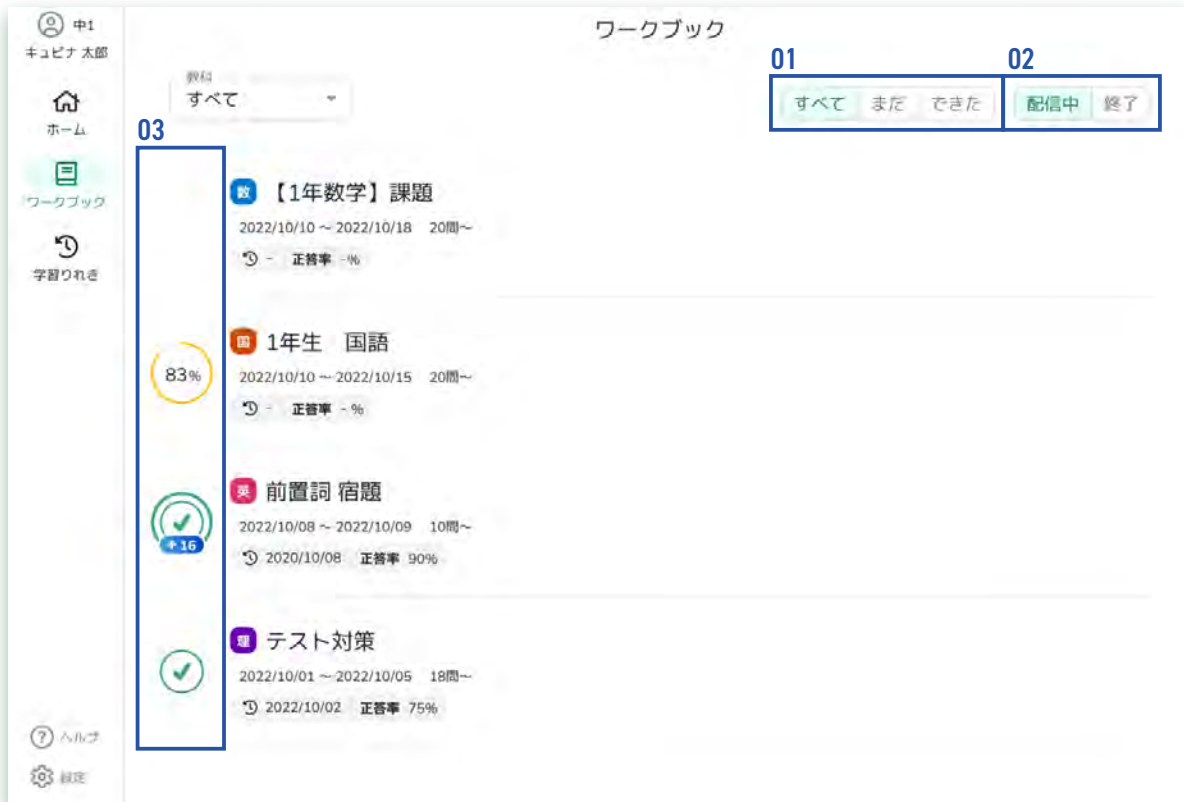 中1
キュビナ 太郎
ホーム
ワークブック
学習りれき
ヘルプ
設定
ワークブック
教科
すべて
01
すべて まだ できた
02
配信中 終了
03
数 【1年数学】課題
2022/10/10 ~ 2022/10/18 20問~
- 正答率 -%
83%
国 1年生 国語
2022/10/10 ~ 2022/10/15 20問~
- 正答率 - %
+16
英 前置詞 宿題
2022/10/08 ~ 2022/10/09 10問~
2020/10/08 正答率 90%
理 テスト対策
2022/10/01 ~ 2022/10/05 18問~
2022/10/02 正答率 75%